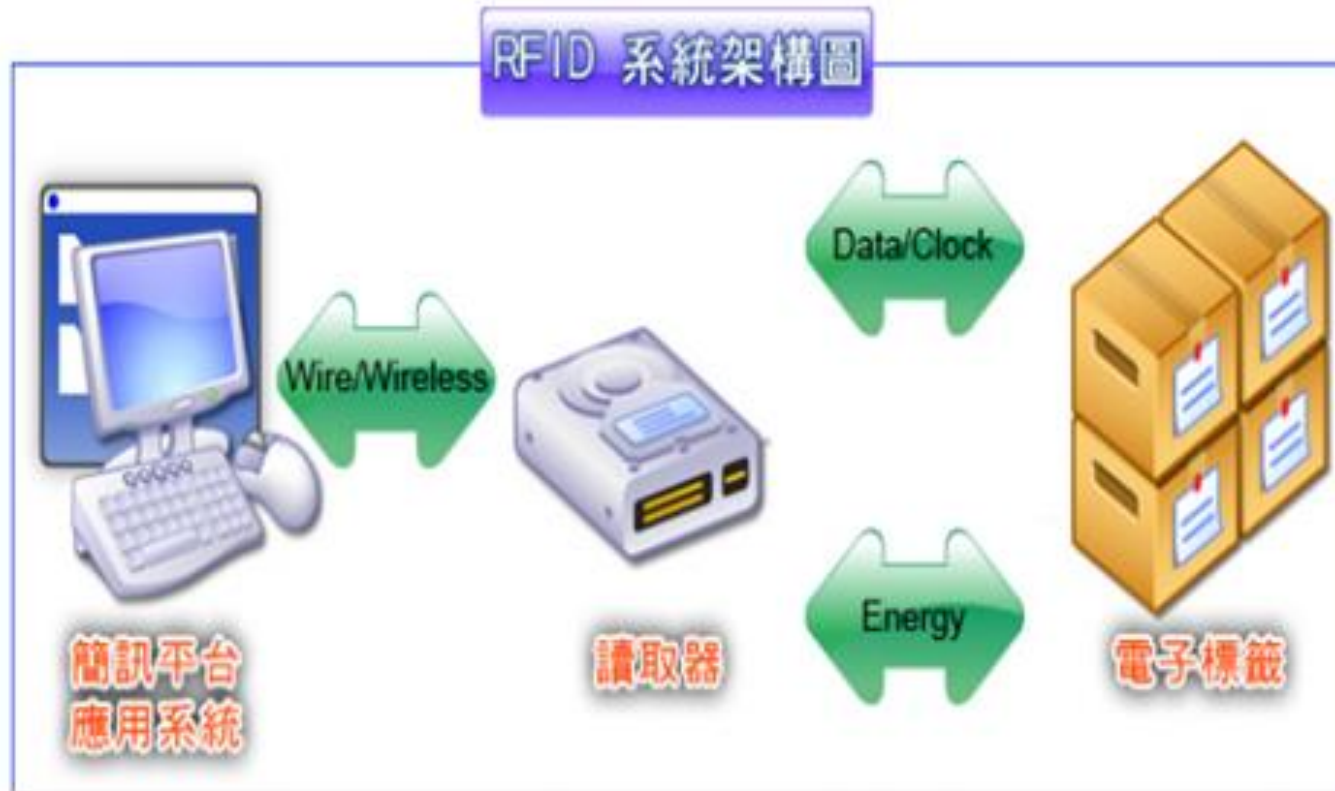 RFID 系統架構圖
Data/Clock
Wire/Wireless
Energy
簡訊平台
應用系統
讀取器
電子標籤